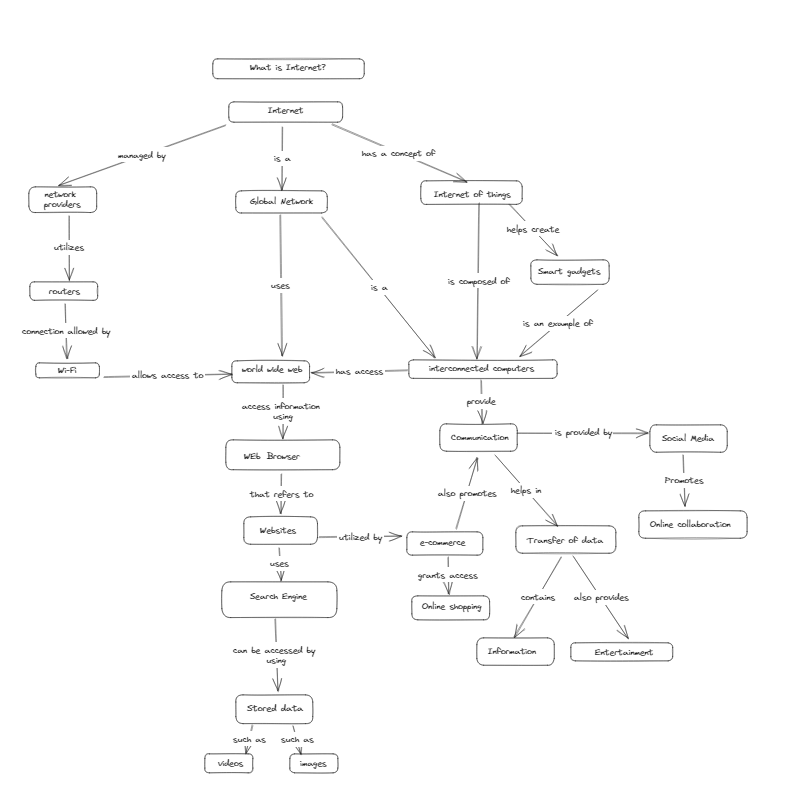 What is Internet?
Internet
managed by
is a
has a concept of
network
providers
Global Network
Internet of things
helps create
utilizes
Smart gadgets
uses
is a
is composed of
routers
is an example of
connection allowed by
Wi-Fi
allows access to
world wide web
has access
interconnected computers
access information
using
provide
WEb Browser
Communication
is provided by
Social Media
that refers to
also promotes
helps in
Promotes
Websites
utilized by
e-commerce
Transfer of data
Online collaboration
uses
grants access
Search Engine
Online shopping
contains
also provides
can be accessed by
using
Information
Entertainment
Stored data
such as
such as
videos
images